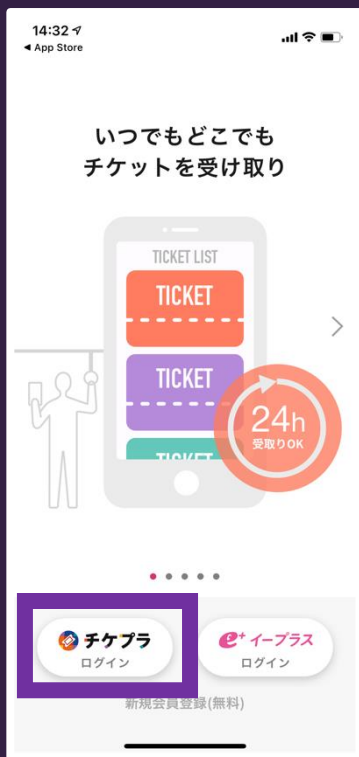 14:32
◀ App Store
いつでもどこでも
チケットを受け取り
TICKET LIST
TICKET
TICKET
24h
受取りOK
TICKET
チケプラ
ログイン
e+ イープラス
ログイン
新規会員登録(無料)